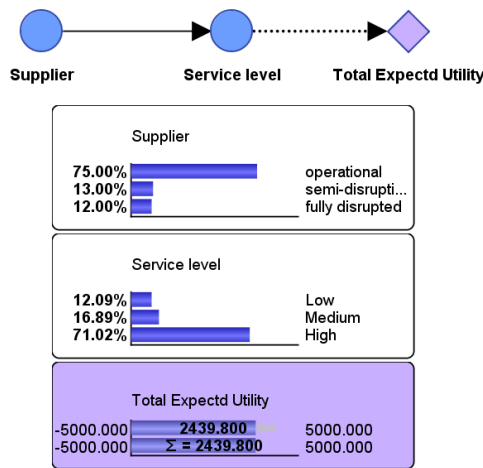 Supplier Service level Total Expectd Utility
Supplier
75.00% operational
13.00% semi-disrupti...
12.00% fully disrupted
Service level
12.09% Low
16.89% Medium
71.02% High
Total Expectd Utility
-5000.000 2439.800 5000.000
-5000.000 Σ = 2439.800 5000.000